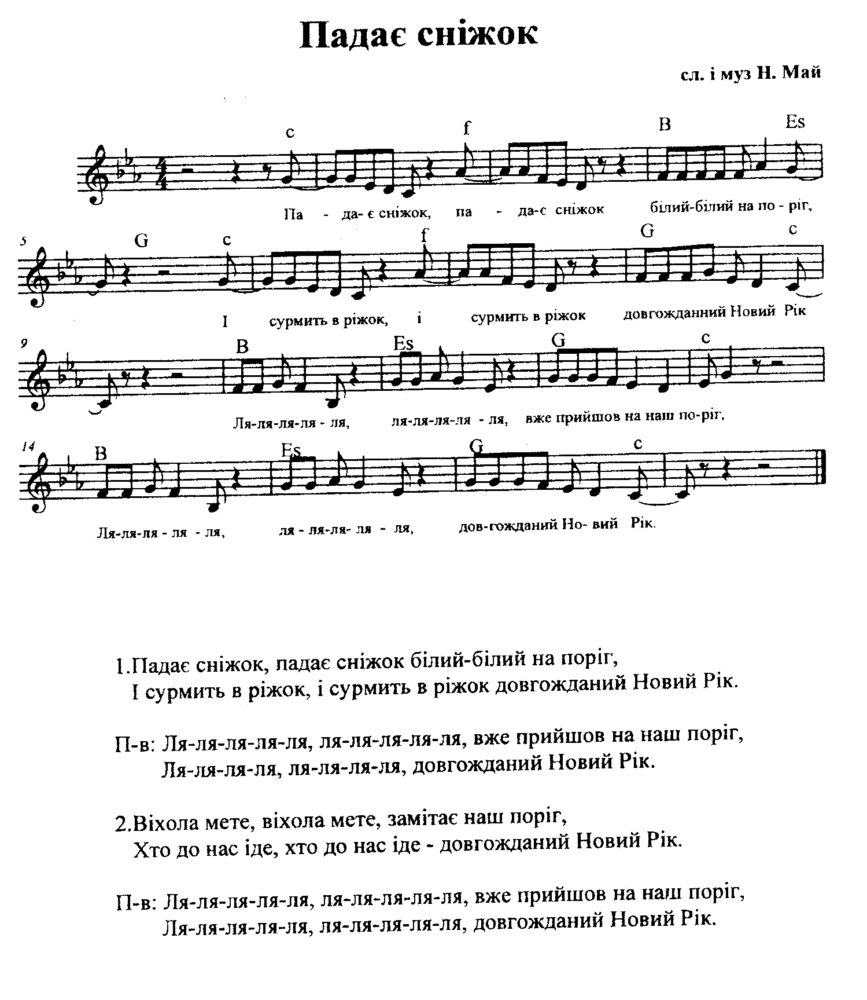 Падає сніжок
сл. і муз Н. Май
c f B Es
4 4
Па - да- є сніжок, па - да-є сніжок білий-білий на по - ріг,
5 G c f G c
І сурмить в ріжок, і сурмить в ріжок довгожданний Новий Рік
9 B Es G c
Ля-ля-ля-ля - ля, ля-ля-ля-ля - ля, вже прийшов на наш по-ріг,
14 B Es G c
Ля-ля-ля - ля - ля, ля - ля-ля- ля - ля, дов-гожданий Но- вий Рік.
1.Падає сніжок, падає сніжок білий-білий на поріг,
І сурмить в ріжок, і сурмить в ріжок довгожданий Новий Рік.
П-в: Ля-ля-ля-ля-ля, ля-ля-ля-ля-ля, вже прийшов на наш поріг,
Ля-ля-ля-ля, ля-ля-ля-ля, довгожданий Новий Рік.
2.Віхола мете, віхола мете, замітає наш поріг,
Хто до нас іде, хто до нас іде - довгожданий Новий Рік.
П-в: Ля-ля-ля-ля-ля, ля-ля-ля-ля-ля, вже прийшов на наш поріг,
Ля-ля-ля-ля-ля, ля-ля-ля-ля-ля, довгожданий Новий Рік.